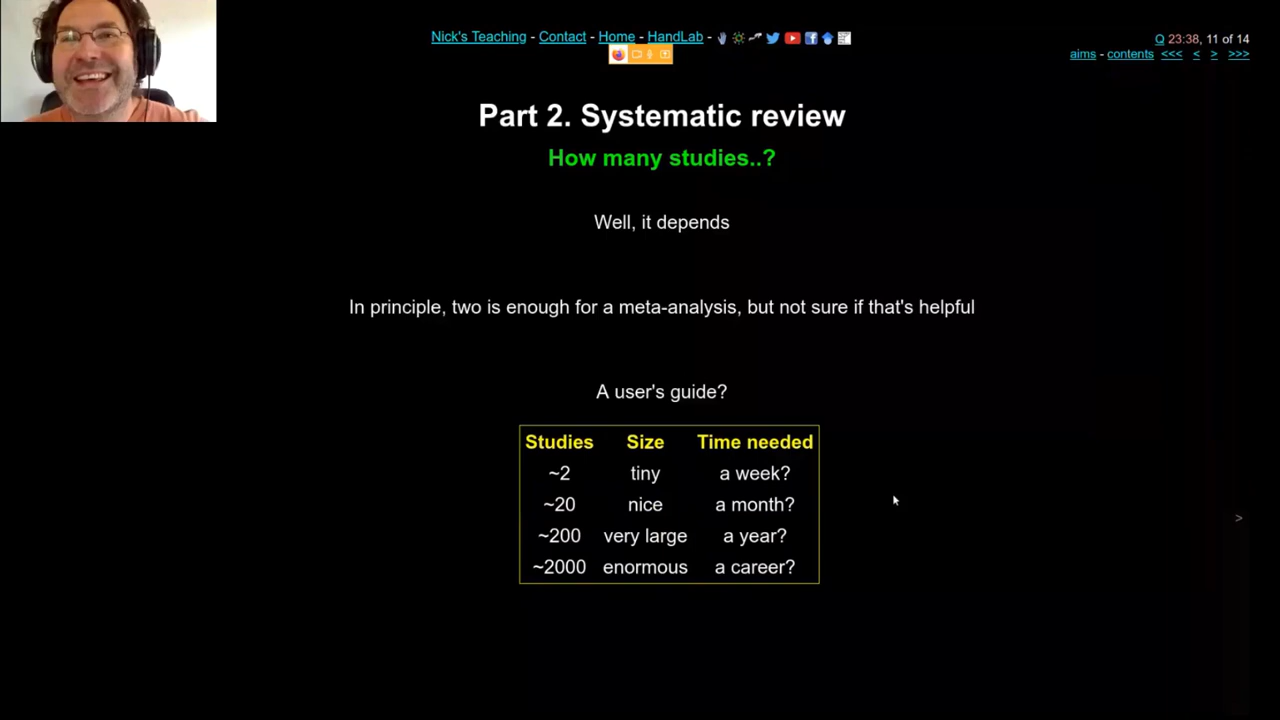 Nick's Teaching - Contact - Home - HandLab -
Q 23:38, 11 of 14
aims - contents <<< < > >>>
Part 2. Systematic review
How many studies..?
Well, it depends
In principle, two is enough for a meta-analysis, but not sure if that's helpful
A user's guide?
Studies Size Time needed
~2 tiny a week?
~20 nice a month?
~200 very large a year?
~2000 enormous a career?
>